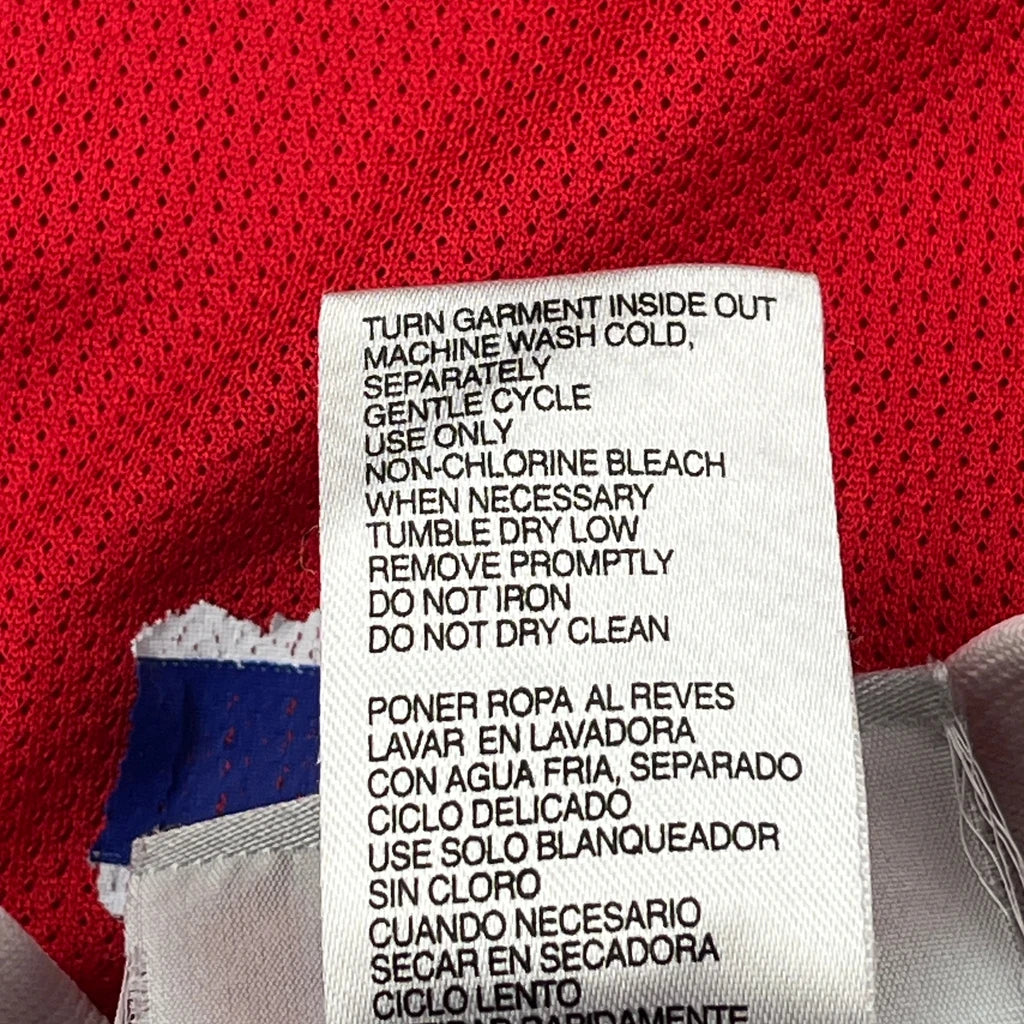 TURN GARMENT INSIDE OUT
MACHINE WASH COLD,
SEPARATELY
GENTLE CYCLE
USE ONLY
NON-CHLORINE BLEACH
WHEN NECESSARY
TUMBLE DRY LOW
REMOVE PROMPTLY
DO NOT IRON
DO NOT DRY CLEAN
PONER ROPA AL REVES
LAVAR EN LAVADORA
CON AGUA FRIA, SEPARADO
CICLO DELICADO
USE SOLO BLANQUEADOR
SIN CLORO
CUANDO NECESARIO
SECAR EN SECADORA
CICLO LENTO
RAPIDAMENTE